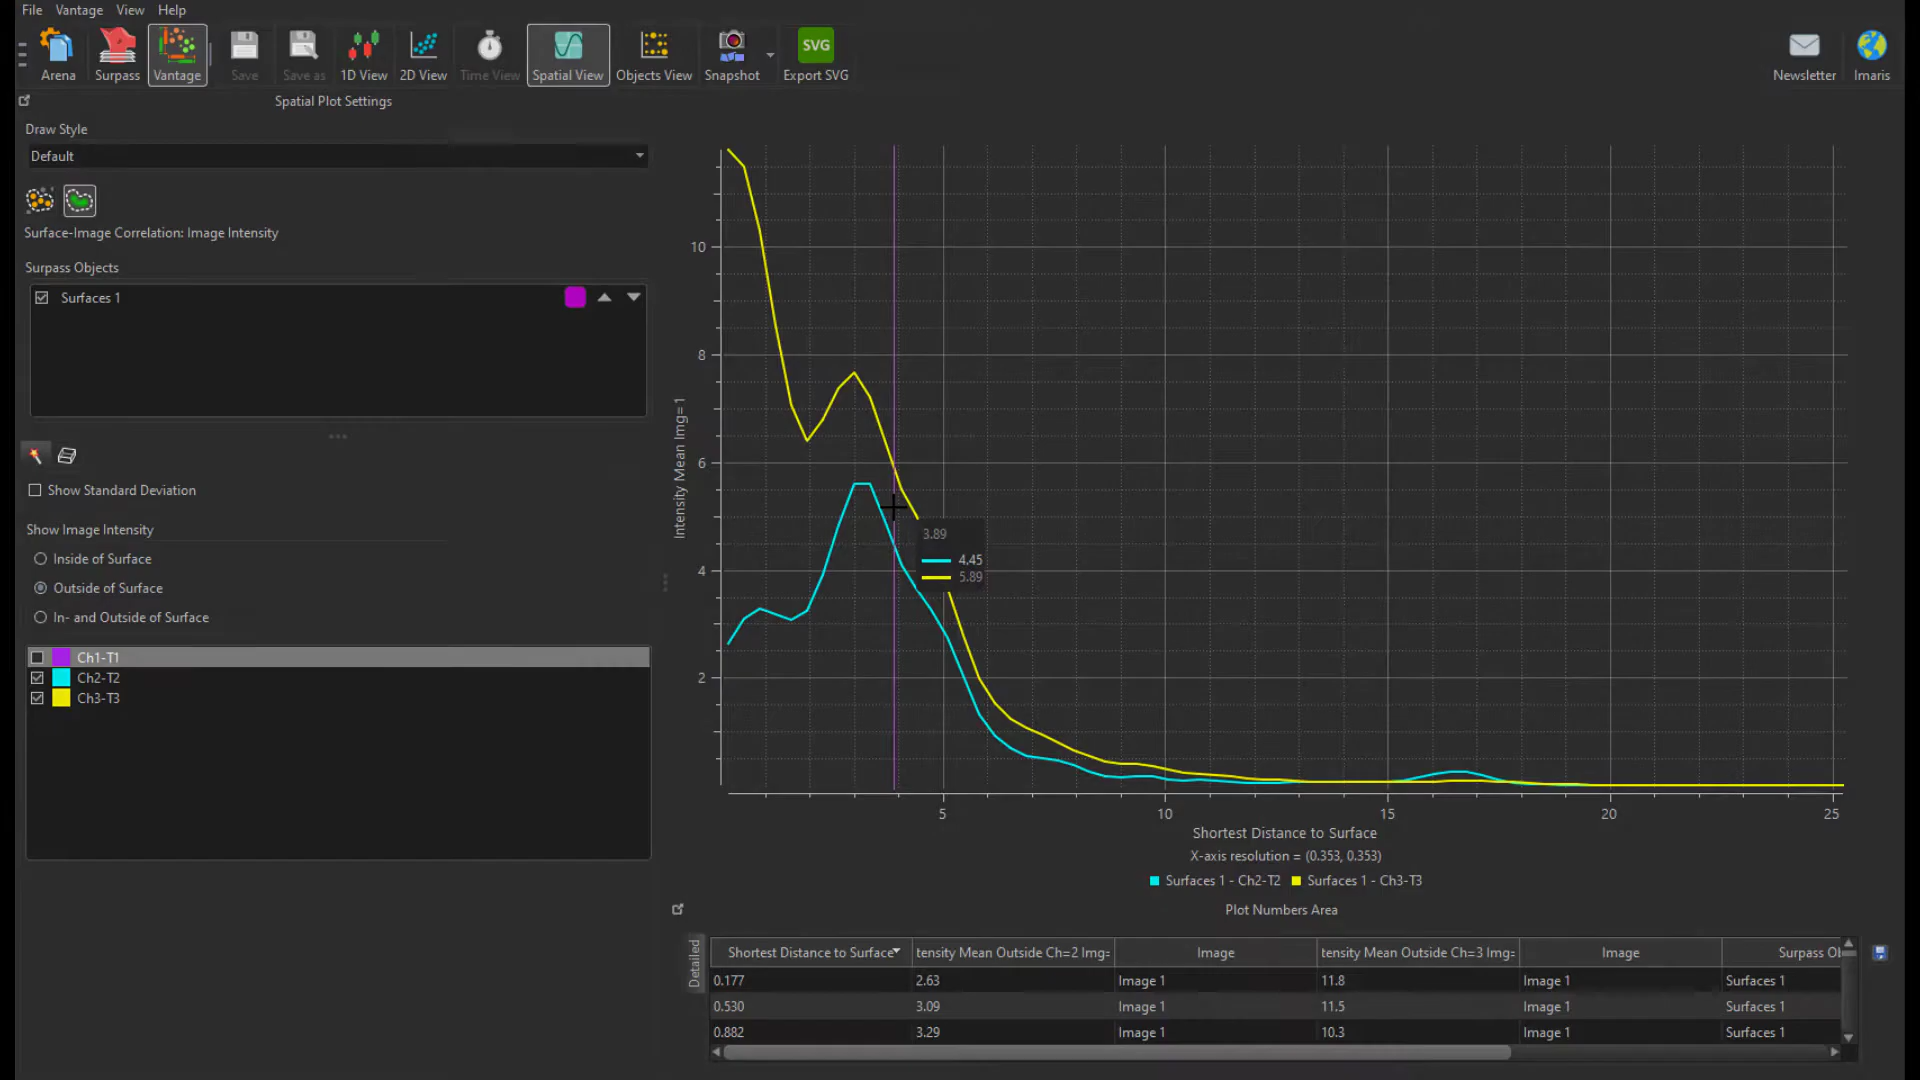 File Vantage View Help
Arena Surpass Vantage Save Save as 1D View 2D View Time View Spatial View Objects View Snapshot SVG Export SVG Newsletter Imaris
Spatial Plot Settings
Draw Style
Default
Surface-Image Correlation: Image Intensity
Surpass Objects
Surfaces 1
Show Standard Deviation
Show Image Intensity
Inside of Surface
Outside of Surface
In- and Outside of Surface
Ch1-T1
Ch2-T2
Ch3-T3
Intensity Mean Img=1
10
8
6
4
2
3.89
4.45
5.89
5 10 15 20 25
Shortest Distance to Surface
X-axis resolution = (0.353, 0.353)
Surfaces 1 - Ch2-T2 Surfaces 1 - Ch3-T3
Plot Numbers Area
Detailed
Shortest Distance to Surface tensity Mean Outside Ch=2 Img= Image tensity Mean Outside Ch=3 Img= Image Surpass Ob
0.177 2.63 Image 1 11.8 Image 1 Surfaces 1
0.530 3.09 Image 1 11.5 Image 1 Surfaces 1
0.882 3.29 Image 1 10.3 Image 1 Surfaces 1